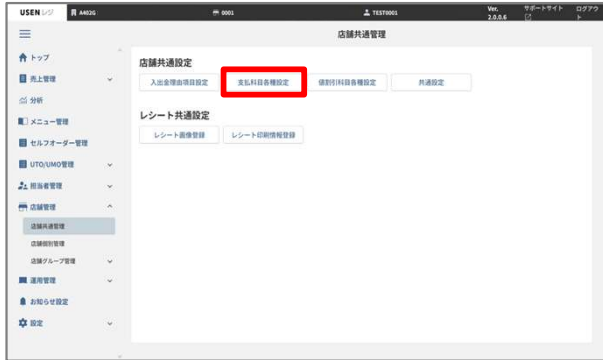 USEN レジ A402G 0001 TEST0001 Ver. 2.0.0.6 サポートサイト ログアウト
店舗共通管理
トップ
売上管理
分析
メニュー管理
セルフオーダー管理
UTO/UMO管理
担当者管理
店舗管理
店舗共通管理
店舗個別管理
店舗グループ管理
運用管理
お知らせ設定
設定
店舗共通設定
入出金理由項目設定 支払科目各種設定 値割引科目各種設定 共通設定
レシート共通設定
レシート画像登録 レシート印刷情報登録